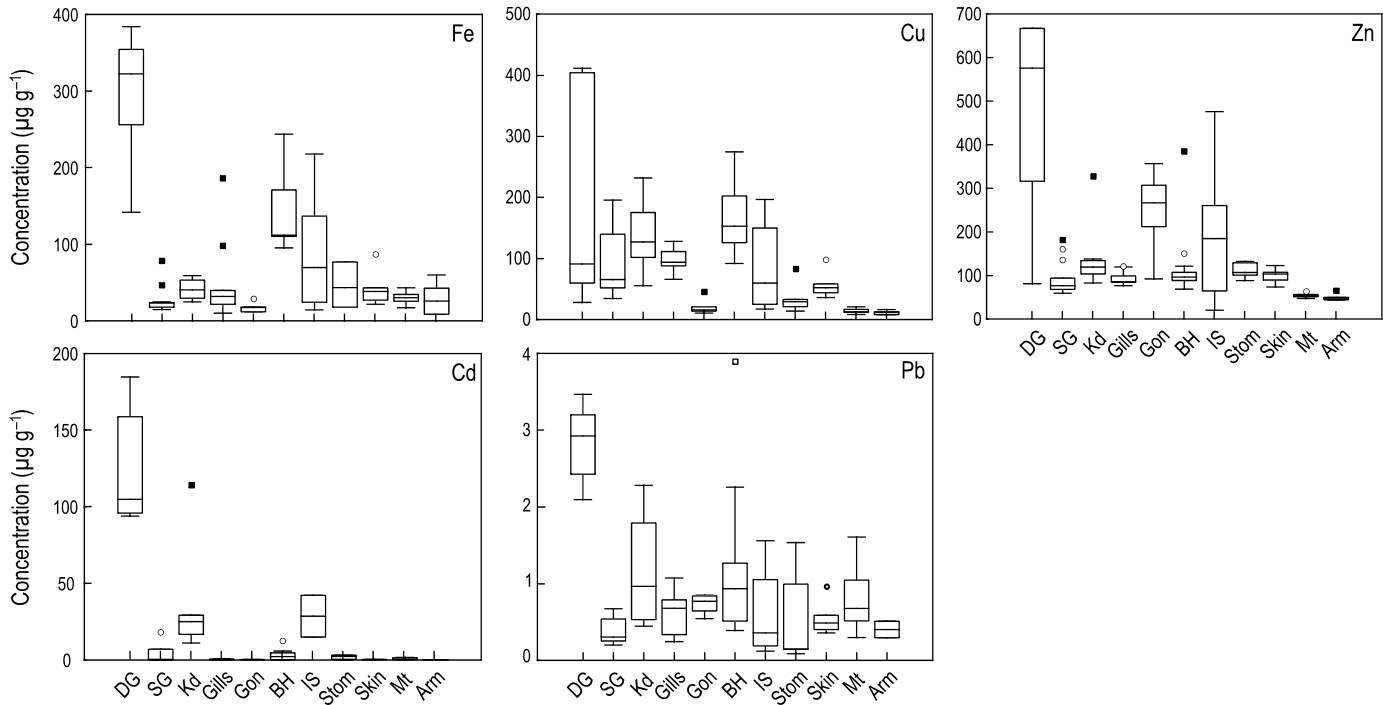 Concentration (µg g⁻¹)
400
300
200
100
0
Fe
500
400
300
200
100
0
Cu
700
600
500
400
300
200
100
0
Zn
DG SG Kd Gills Gon BH IS Stom Skin Mt Arm
Concentration (µg g⁻¹)
200
150
100
50
0
Cd
DG SG Kd Gills Gon BH IS Stom Skin Mt Arm
4
3
2
1
0
Pb
DG SG Kd Gills Gon BH IS Stom Skin Mt Arm